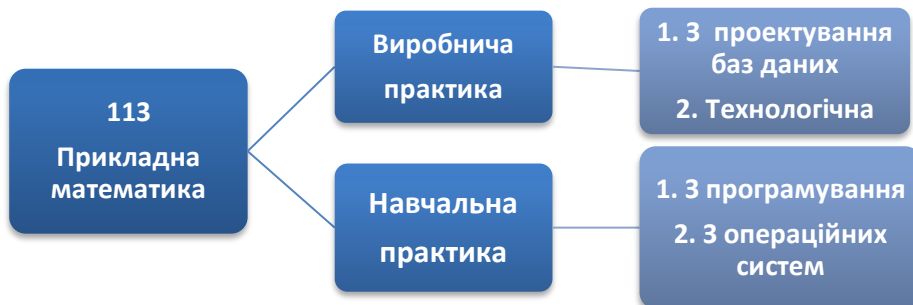 113
Прикладна
математика
Виробнича
практика
1. З проектування
баз даних
2. Технологічна
Навчальна
практика
1. З програмування
2. З операційних
систем